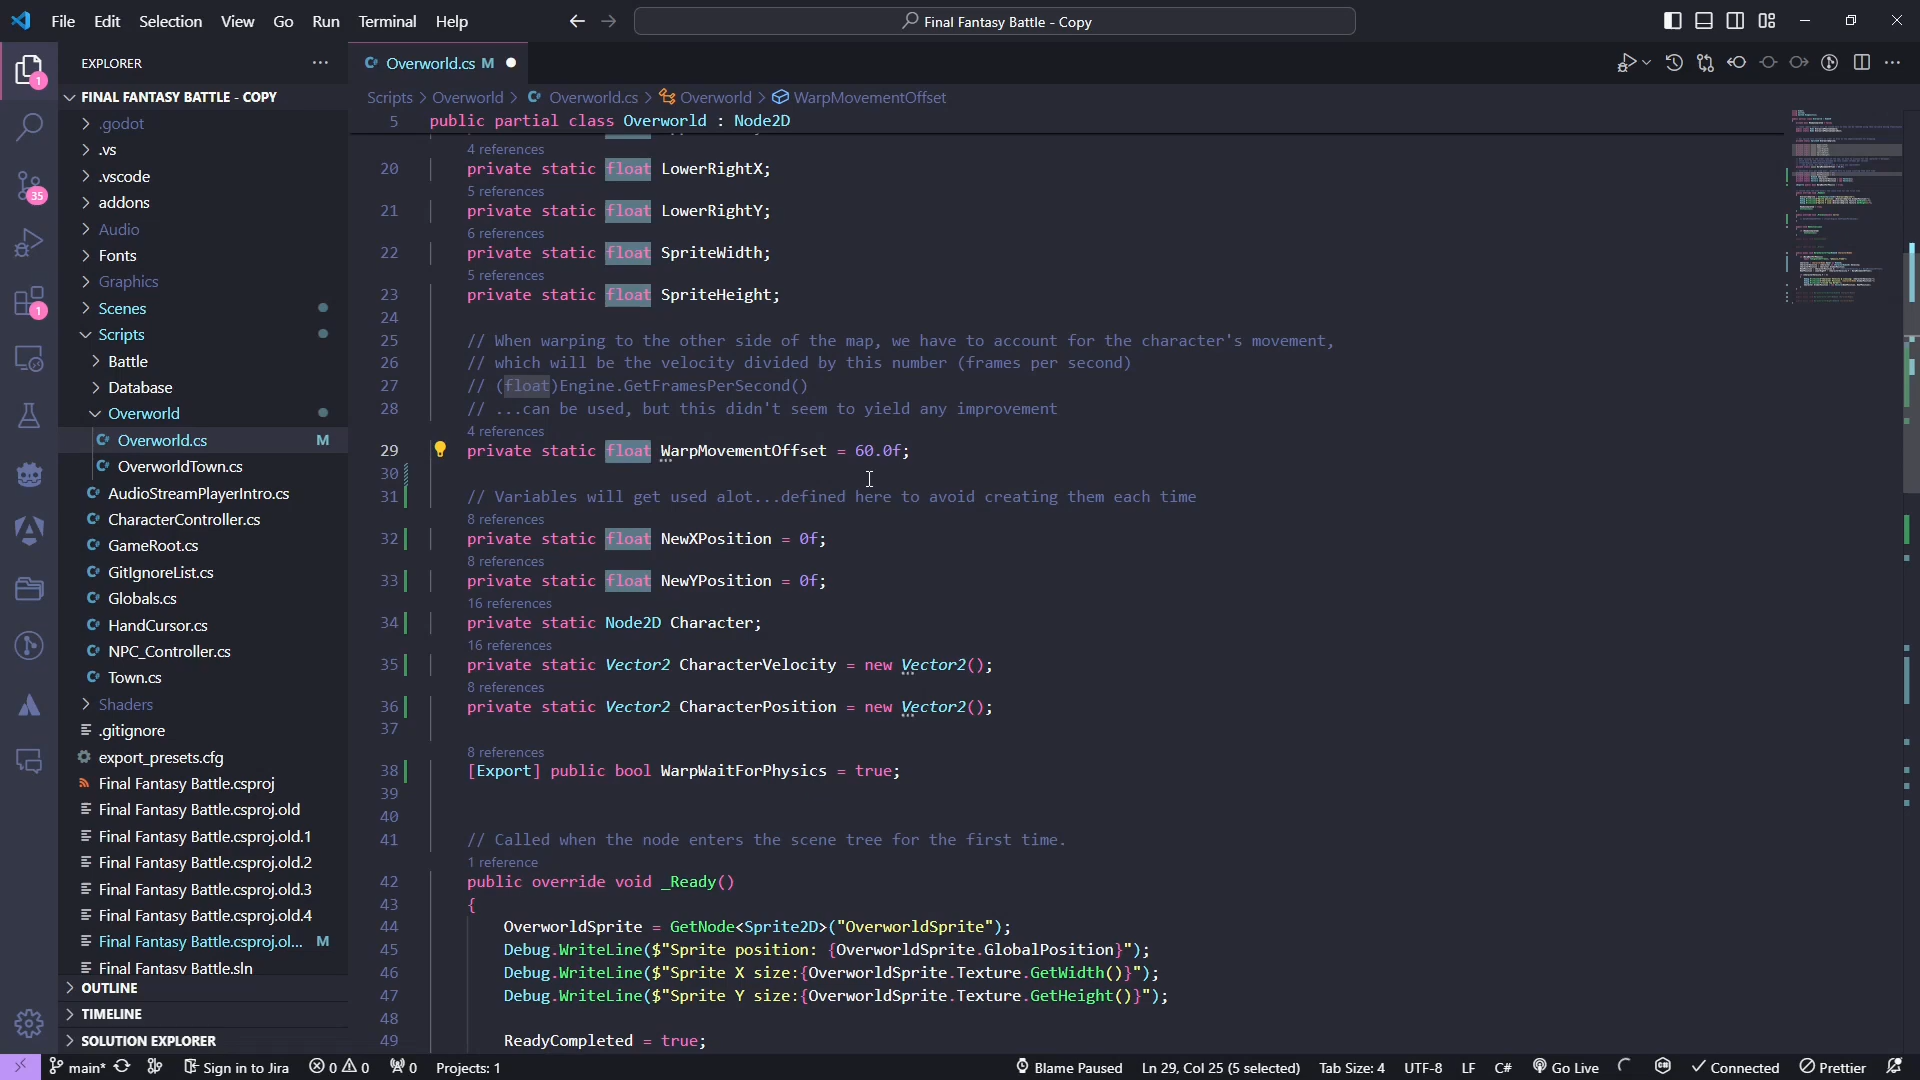 File Edit Selection View Go Run Terminal Help
Final Fantasy Battle - Copy
EXPLORER
Overworld.cs M
FINAL FANTASY BATTLE - COPY
.godot
.vs
.vscode
addons
Audio
Fonts
Graphics
Scenes
Scripts
Battle
Database
Overworld
Overworld.cs M
OverworldTown.cs
AudioStreamPlayerIntro.cs
CharacterController.cs
GameRoot.cs
GitIgnoreList.cs
Globals.cs
HandCursor.cs
NPC_Controller.cs
Town.cs
Shaders
.gitignore
export_presets.cfg
Final Fantasy Battle.csproj
Final Fantasy Battle.csproj.old
Final Fantasy Battle.csproj.old.1
Final Fantasy Battle.csproj.old.2
Final Fantasy Battle.csproj.old.3
Final Fantasy Battle.csproj.old.4
Final Fantasy Battle.csproj.ol... M
Final Fantasy Battle.sln
OUTLINE
TIMELINE
SOLUTION EXPLORER
1
35
1
Scripts > Overworld > Overworld.cs > Overworld > WarpMovementOffset
5 public partial class Overworld : Node2D
4 references
20 private static float LowerRightX;
5 references
21 private static float LowerRightY;
6 references
22 private static float SpriteWidth;
5 references
23 private static float SpriteHeight;
24
25 // When warping to the other side of the map, we have to account for the character's movement,
26 // which will be the velocity divided by this number (frames per second)
27 // (float)Engine.GetFramesPerSecond()
28 // ...can be used, but this didn't seem to yield any improvement
4 references
29 private static float WarpMovementOffset = 60.0f;
30
31 // Variables will get used alot...defined here to avoid creating them each time
8 references
32 private static float NewXPosition = 0f;
8 references
33 private static float NewYPosition = 0f;
16 references
34 private static Node2D Character;
16 references
35 private static Vector2 CharacterVelocity = new Vector2();
8 references
36 private static Vector2 CharacterPosition = new Vector2();
37
8 references
38 [Export] public bool WarpWaitForPhysics = true;
39
40
41 // Called when the node enters the scene tree for the first time.
1 reference
42 public override void _Ready()
43 {
44 OverworldSprite = GetNode<Sprite2D>("OverworldSprite");
45 Debug.WriteLine($"Sprite position: {OverworldSprite.GlobalPosition}");
46 Debug.WriteLine($"Sprite X size:{OverworldSprite.Texture.GetWidth()}");
47 Debug.WriteLine($"Sprite Y size:{OverworldSprite.Texture.GetHeight()}");
48
49 ReadyCompleted = true;
main* Sign in to Jira 0 0 0 Projects: 1 Blame Paused Ln 29, Col 25 (5 selected) Tab Size: 4 UTF-8 LF C# Go Live Connected Prettier